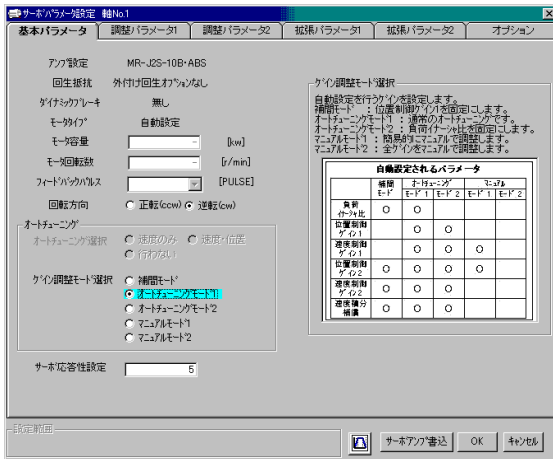 サーボパラメータ設定 軸No.1
基本パラメータ 調整パラメータ1 調整パラメータ2 拡張パラメータ1 拡張パラメータ2 オプション
アンプ設定 MR-J2S-10B・ABS
回生抵抗 外付け回生オプションなし
ダイナミックブレーキ 無し
モータタイプ 自動設定
モータ容量 - [kw]
モータ回転数 - [r/min]
フィードバックパルス - [PULSE]
回転方向 正転(ccw) 逆転(cw)
オートチューニング
オートチューニング選択 速度のみ 速度・位置
行わない
ゲイン調整モード選択 補間モード
オートチューニングモード1
オートチューニングモード2
マニュアルモード1
マニュアルモード2
サーボ応答性設定 5
ゲイン調整モード選択
自動設定を行うゲインを設定します。
補間モード : 位置制御ゲイン1を固定にします。
オートチューニングモード1 : 通常のオートチューニングです。
オートチューニングモード2 : 負荷イナーシャ比を固定にします。
マニュアルモード1 : 簡易的にマニュアルで調整します。
マニュアルモード2 : 全ゲインをマニュアルで調整します。
自動設定されるパラメータ
補間モード オートチューニング マニュアル
モード1 モード2 モード1 モード2
負荷イナーシャ比 ○ ○
位置制御ゲイン1 ○ ○
速度制御ゲイン1 ○ ○ ○
位置制御ゲイン2 ○ ○ ○ ○
速度制御ゲイン2 ○ ○ ○
速度積分補償 ○ ○ ○
設定範囲
サーボアンプ書込 OK キャンセル